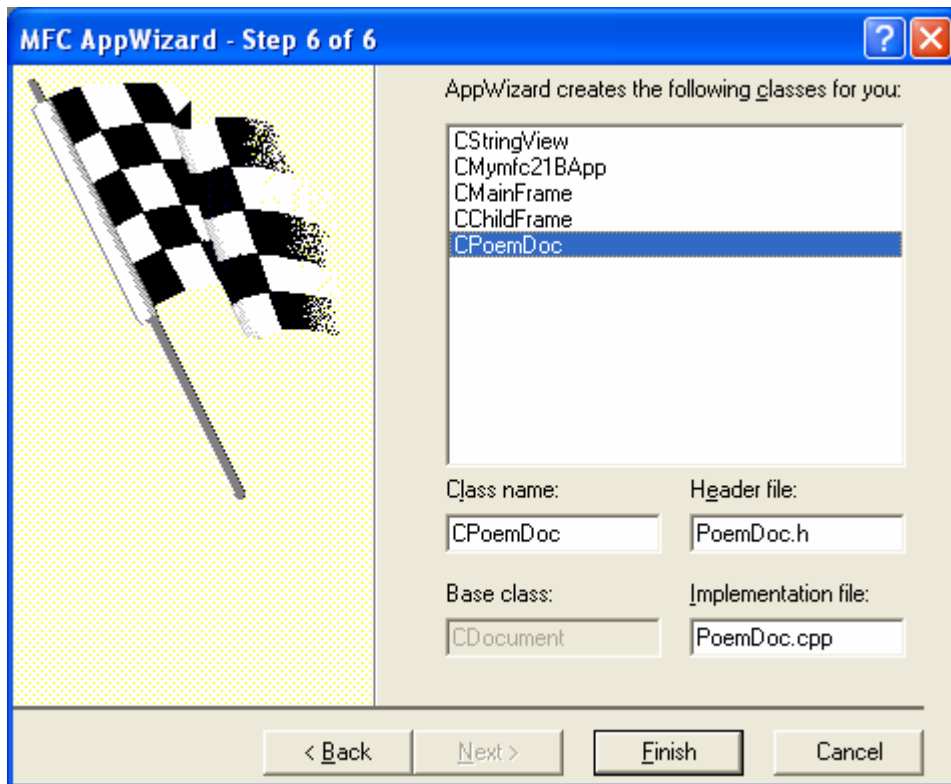 MFC AppWizard - Step 6 of 6
AppWizard creates the following classes for you:
CStringView
CMymfc21BApp
CMainFrame
CChildFrame
CPoemDoc
Class name:
Header file:
CPoemDoc
PoemDoc.h
Base class:
Implementation file:
CDocument
PoemDoc.cpp
< Back
Next >
Finish
Cancel